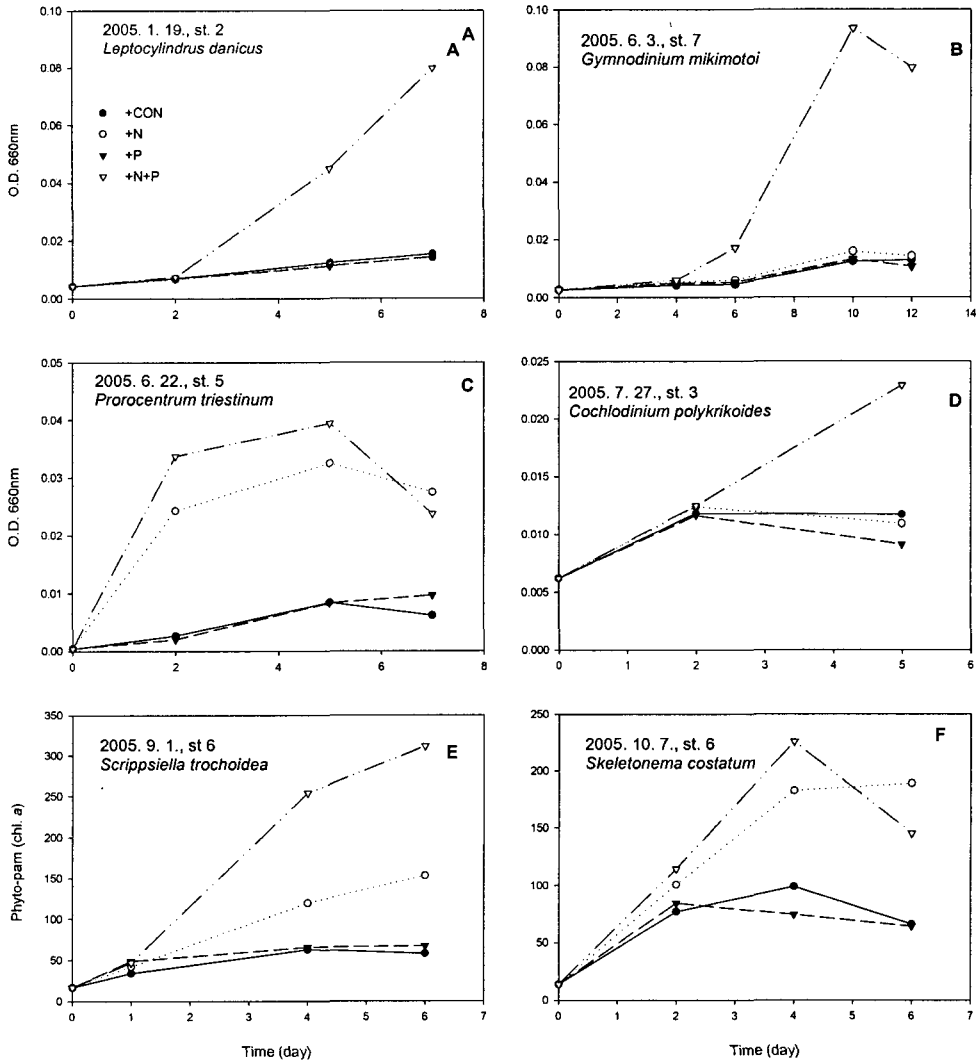 2005. 1. 19., st. 2
Leptocylindrus danicus
A
A
+CON
+N
+P
+N+P
O.D. 660nm
0.10
0.08
0.06
0.04
0.02
0.00
0 2 4 6 8
2005. 6. 3., st. 7
Gymnodinium mikimotoi
B
0.10
0.08
0.06
0.04
0.02
0.00
0 2 4 6 8 10 12 14
2005. 6. 22., st. 5
Prorocentrum triestinum
C
O.D. 660nm
0.05
0.04
0.03
0.02
0.01
0.00
0 2 4 6 8
2005. 7. 27., st. 3
Cochlodinium polykrikoides
D
0.025
0.020
0.015
0.010
0.005
0.000
0 1 2 3 4 5 6
2005. 9. 1., st 6
Scrippsiella trochoidea
E
Phyto-pam (chl. a)
350
300
250
200
150
100
50
0
0 1 2 3 4 5 6 7
Time (day)
2005. 10. 7., st. 6
Skeletonema costatum
F
250
200
150
100
50
0
0 1 2 3 4 5 6 7
Time (day)